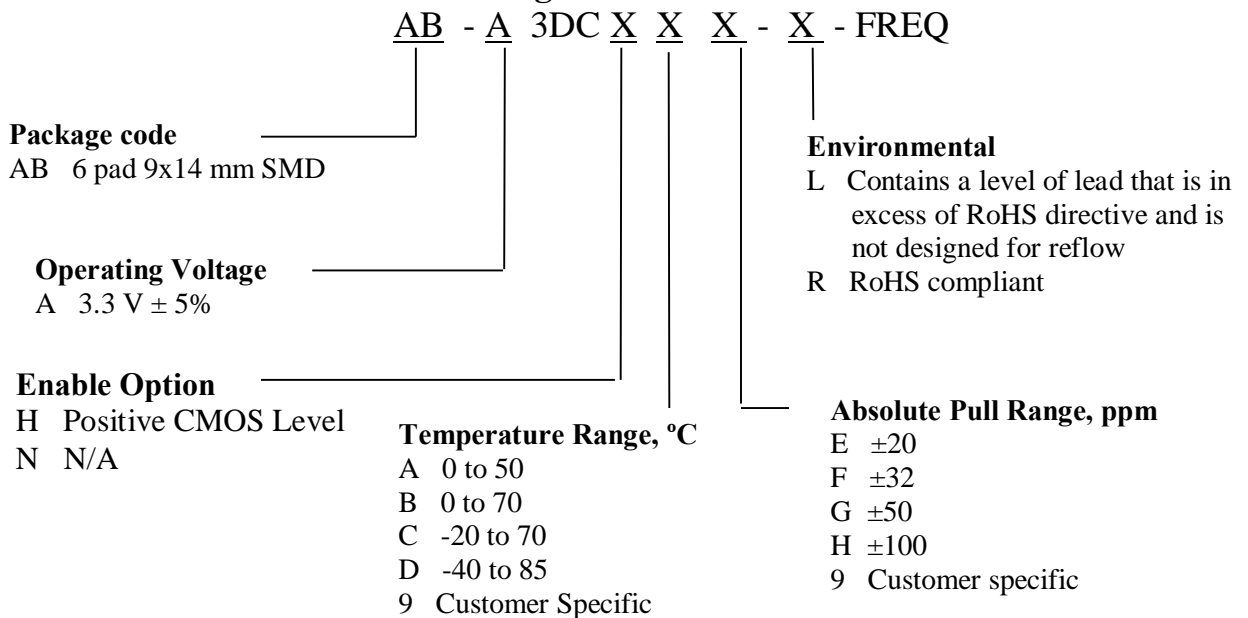 AB - A 3DC X X X - X - FREQ
Package code
AB 6 pad 9x14 mm SMD
Operating Voltage
A 3.3 V ± 5%
Enable Option
H Positive CMOS Level
N N/A
Temperature Range, ºC
A 0 to 50
B 0 to 70
C -20 to 70
D -40 to 85
9 Customer Specific
Environmental
L Contains a level of lead that is in
excess of RoHS directive and is
not designed for reflow
R RoHS compliant
Absolute Pull Range, ppm
E ±20
F ±32
G ±50
H ±100
9 Customer specific